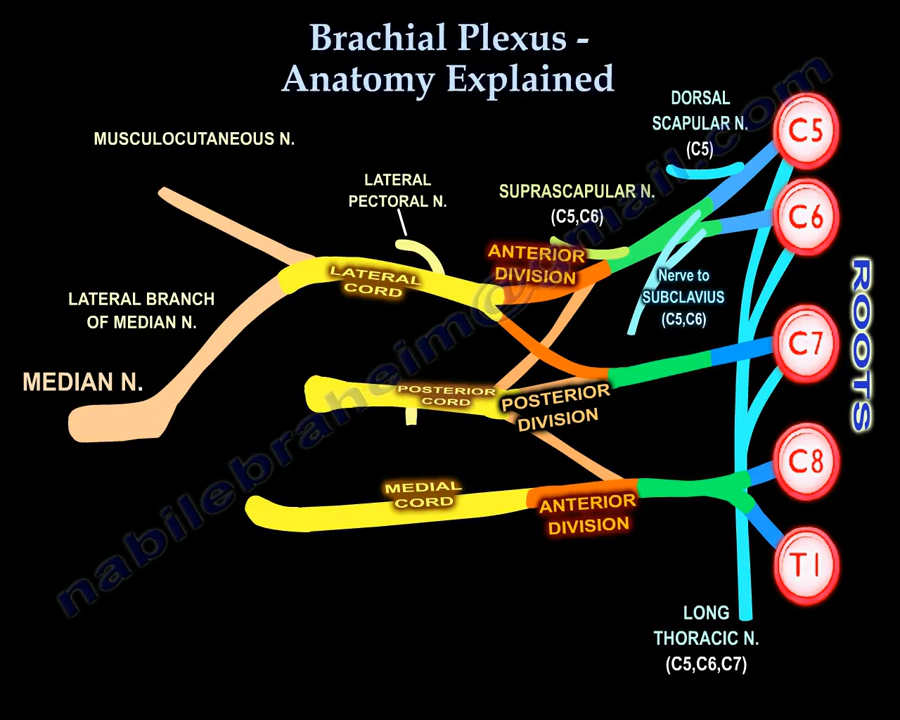 Brachial Plexus -
Anatomy Explained
DORSAL
SCAPULAR N.
(C5)
C5
MUSCULOCUTANEOUS N.
LATERAL
PECTORAL N.
SUPRASCAPULAR N.
(C5,C6)
C6
ANTERIOR
DIVISION
LATERAL
CORD
Nerve to
SUBCLAVIUS
(C5,C6)
LATERAL BRANCH
OF MEDIAN N.
ROOTS
C7
MEDIAN N.
POSTERIOR
CORD
POSTERIOR
DIVISION
C8
MEDIAL
CORD
ANTERIOR
DIVISION
T1
LONG
THORACIC N.
(C5,C6,C7)
nabilebraheim@gmail.com